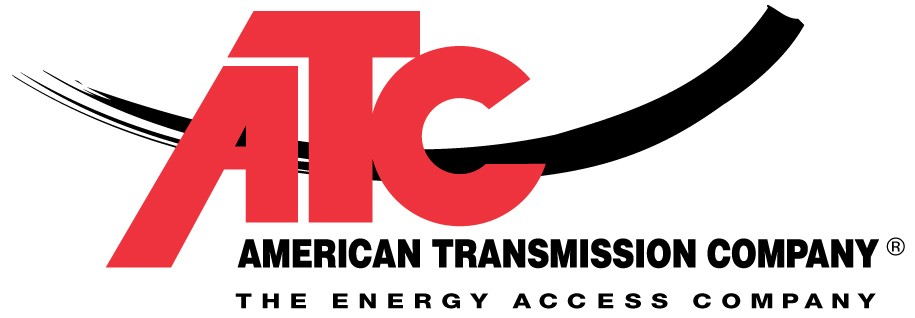 ATC
AMERICAN TRANSMISSION COMPANY ®
THE ENERGY ACCESS COMPANY